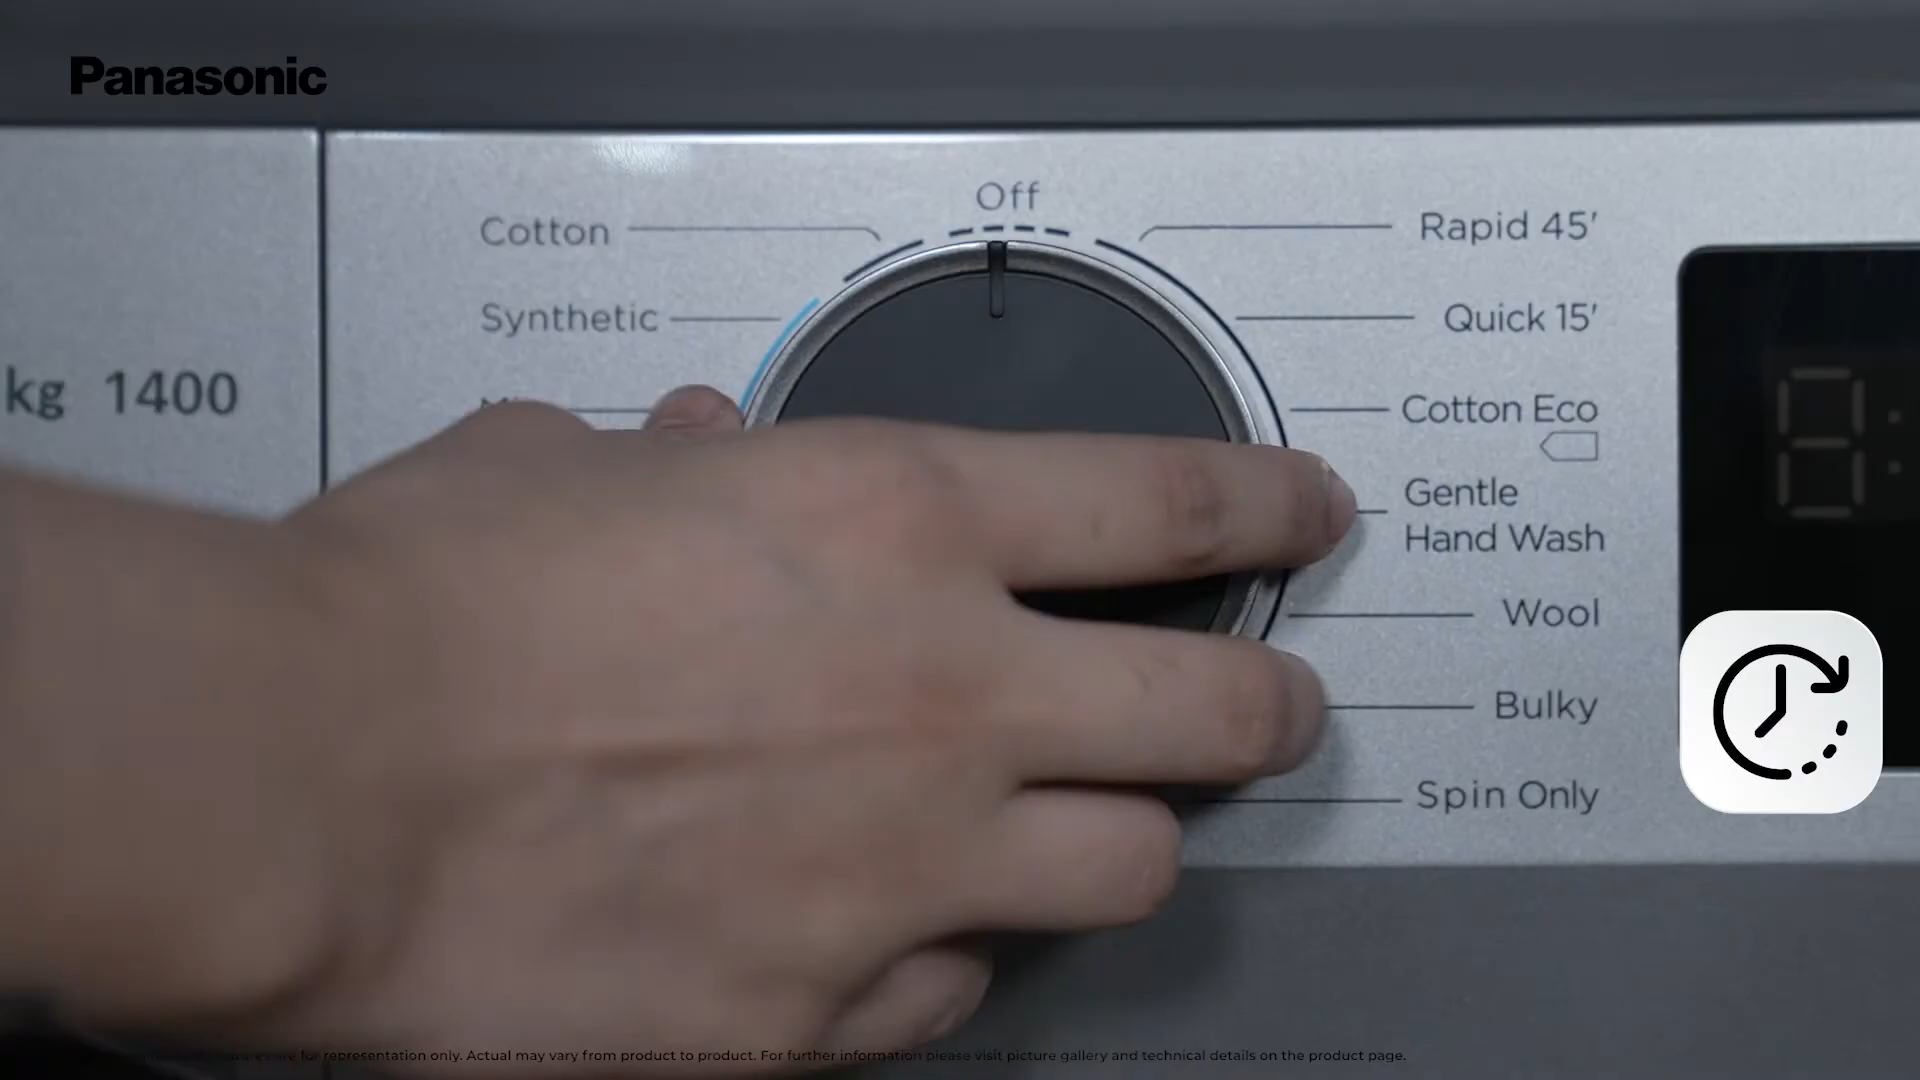 Panasonic
Off
Cotton
Rapid 45′
Synthetic
Quick 15′
kg 1400
Cotton Eco
Gentle
Hand Wash
Wool
Bulky
Spin Only
for representation only. Actual may vary from product to product. For further information please visit picture gallery and technical details on the product page.